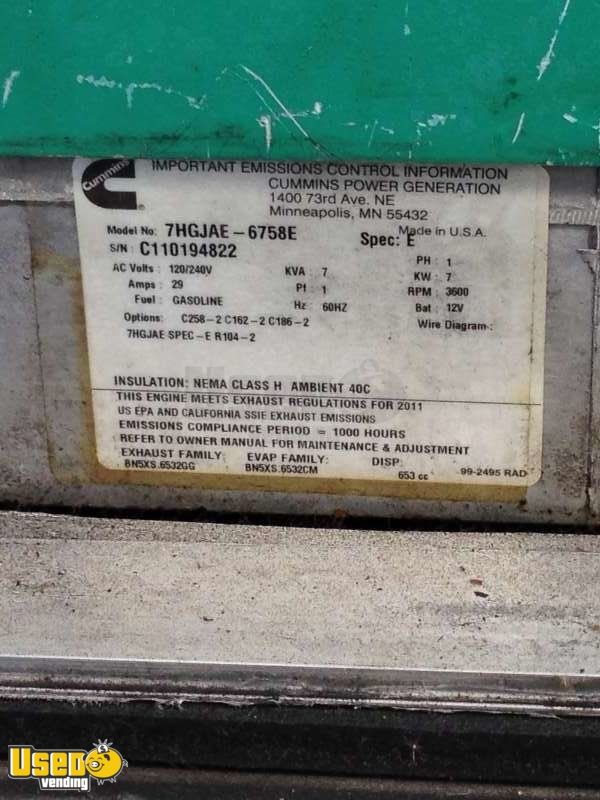 Cummins
IMPORTANT EMISSIONS CONTROL INFORMATION
CUMMINS POWER GENERATION
1400 73rd Ave. NE
Minneapolis, MN 55432
Model No: 7HGJAE-6758E Spec: E Made in U.S.A.
S/N: C110194822
AC Volts: 120/240V KVA: 7 PH: 1
Amps: 29 Pf: 1 KW: 7
Fuel: GASOLINE Hz: 60HZ RPM: 3600
Bat: 12V
Options: C258-2 C162-2 C186-2 Wire Diagram:
7HGJAE SPEC-E R104-2
INSULATION: NEMA CLASS H AMBIENT 40C
THIS ENGINE MEETS EXHAUST REGULATIONS FOR 2011
US EPA AND CALIFORNIA SSIE EXHAUST EMISSIONS
EMISSIONS COMPLIANCE PERIOD = 1000 HOURS
REFER TO OWNER MANUAL FOR MAINTENANCE & ADJUSTMENT
EXHAUST FAMILY: EVAP FAMILY: DISP:
BN5XS.6532GG BN5XS.6532CM 653 cc 99-2495 RAD
Used
vending